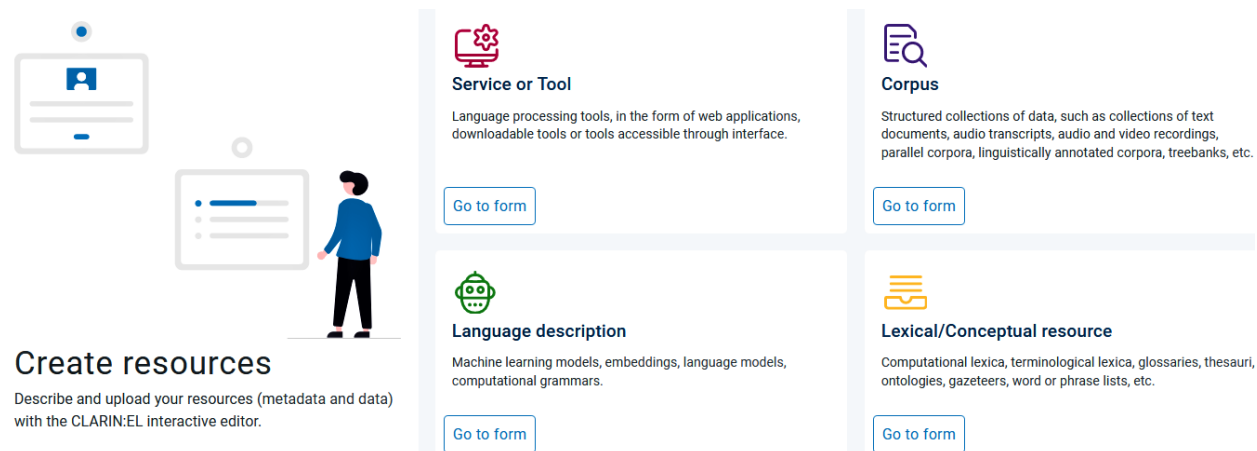 Create resources
Describe and upload your resources (metadata and data)
with the CLARIN:EL interactive editor.
Service or Tool
Language processing tools, in the form of web applications,
downloadable tools or tools accessible through interface.
Go to form
Corpus
Structured collections of data, such as collections of text
documents, audio transcripts, audio and video recordings,
parallel corpora, linguistically annotated corpora, treebanks, etc.
Go to form
Language description
Machine learning models, embeddings, language models,
computational grammars.
Go to form
Lexical/Conceptual resource
Computational lexica, terminological lexica, glossaries, thesauri,
ontologies, gazeteers, word or phrase lists, etc.
Go to form